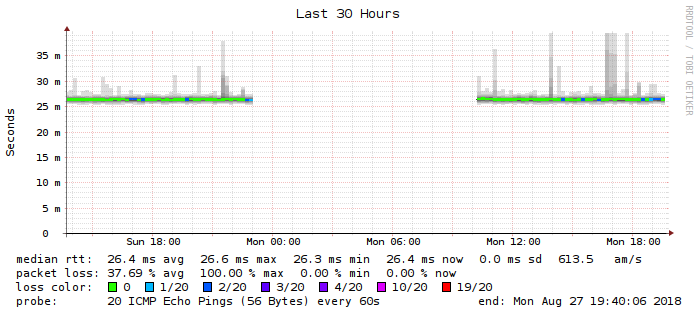 Last 30 Hours
RRDTOOL / TOBI OETIKER
Seconds
35 m
30 m
25 m
20 m
15 m
10 m
5 m
0
Sun 18:00 Mon 00:00 Mon 06:00 Mon 12:00 Mon 18:00
median rtt: 26.4 ms avg 26.6 ms max 26.3 ms min 26.4 ms now 0.0 ms sd 613.5 am/s
packet loss: 37.69 % avg 100.00 % max 0.00 % min 0.00 % now
loss color: 0 1/20 2/20 3/20 4/20 10/20 19/20
probe: 20 ICMP Echo Pings (56 Bytes) every 60s end: Mon Aug 27 19:40:06 2018